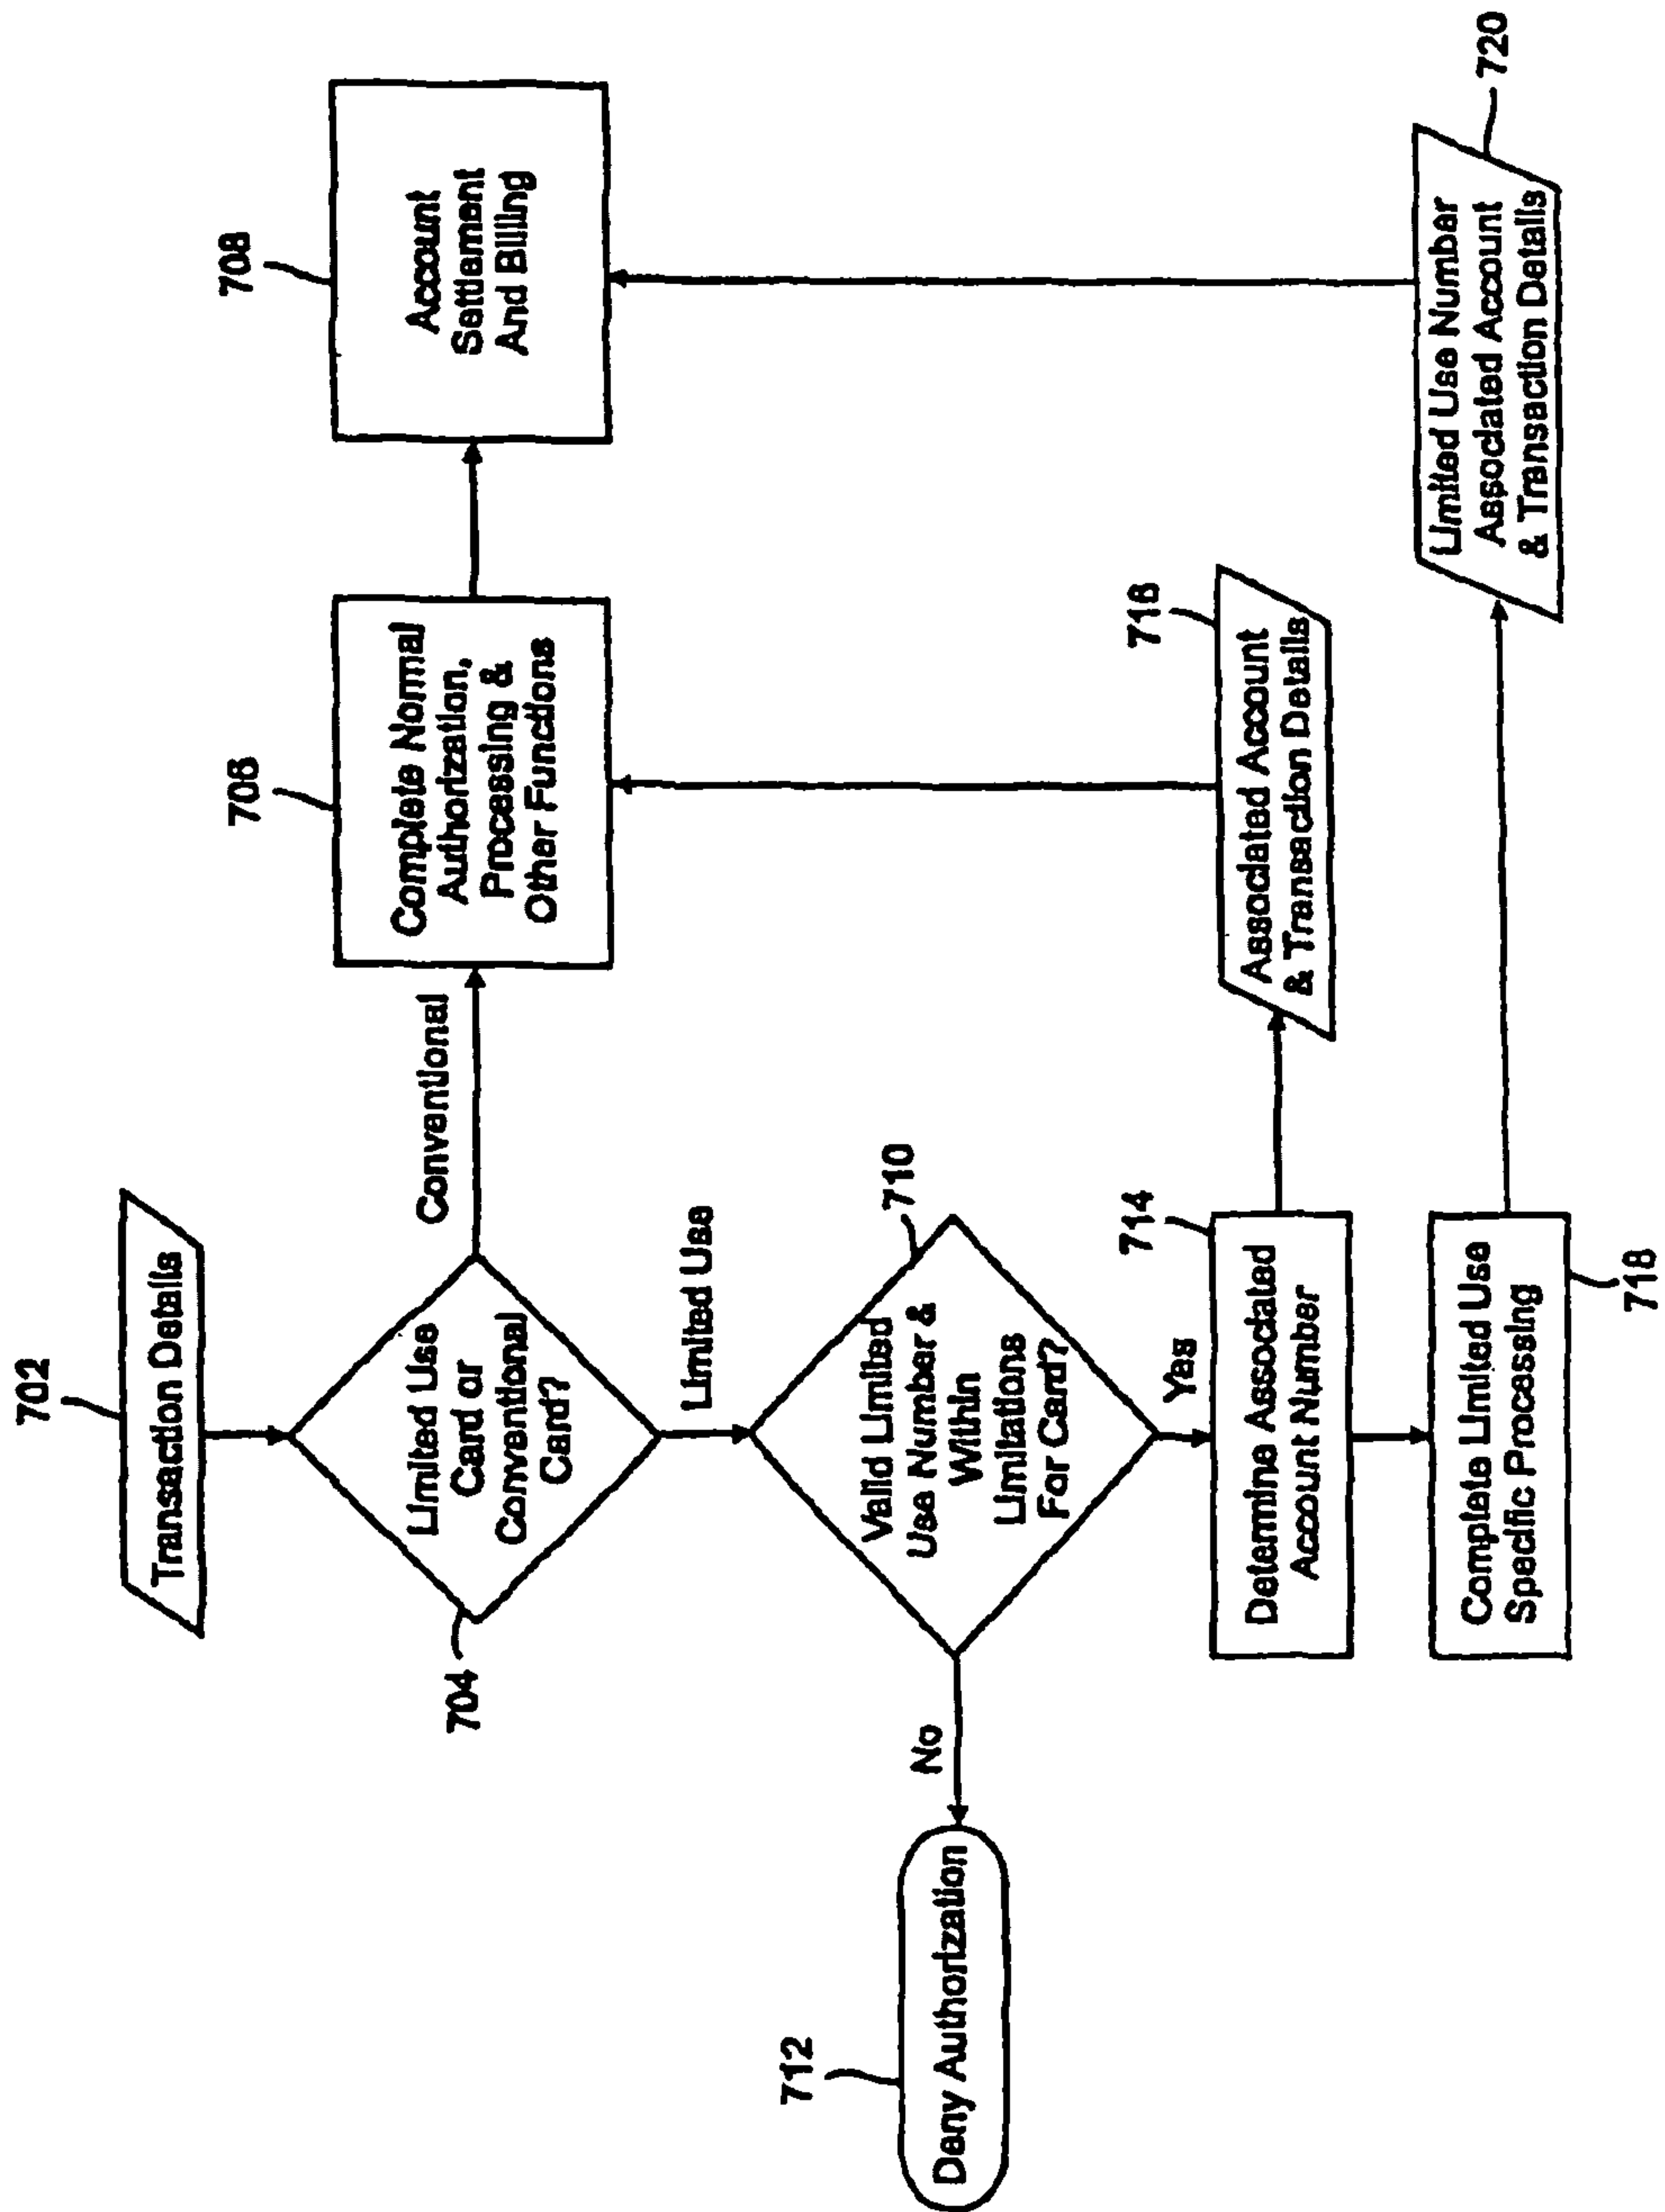 702
Transaction Details
704
Limited Use
Card or
Conventional
Card?
Conventional
708
Complete Normal
Authorization,
Processing &
Other Functions
708
Account
Settlement
And Billing
Limited Use
710
Valid Limited
Use Number &
Within
Limitations
For Card?
No
712
Deny Authorization
Yes
714
Determine Associated
Account Number
716
Associated Account
& Transaction Details
Complete Limited Use
Specific Processing
718
Limited Use Number
Associated Account
& Transaction Details
720